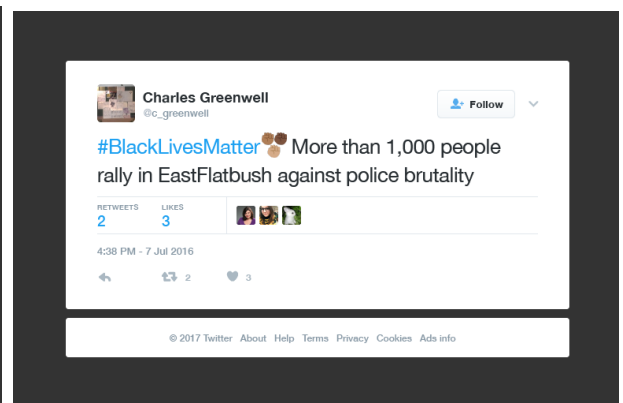 Charles Greenwell
@c_greenwell
Follow
#BlackLivesMatter More than 1,000 people
rally in EastFlatbush against police brutality
RETWEETS LIKES
2 3
4:38 PM - 7 Jul 2016
2 3
© 2017 Twitter About Help Terms Privacy Cookies Ads info